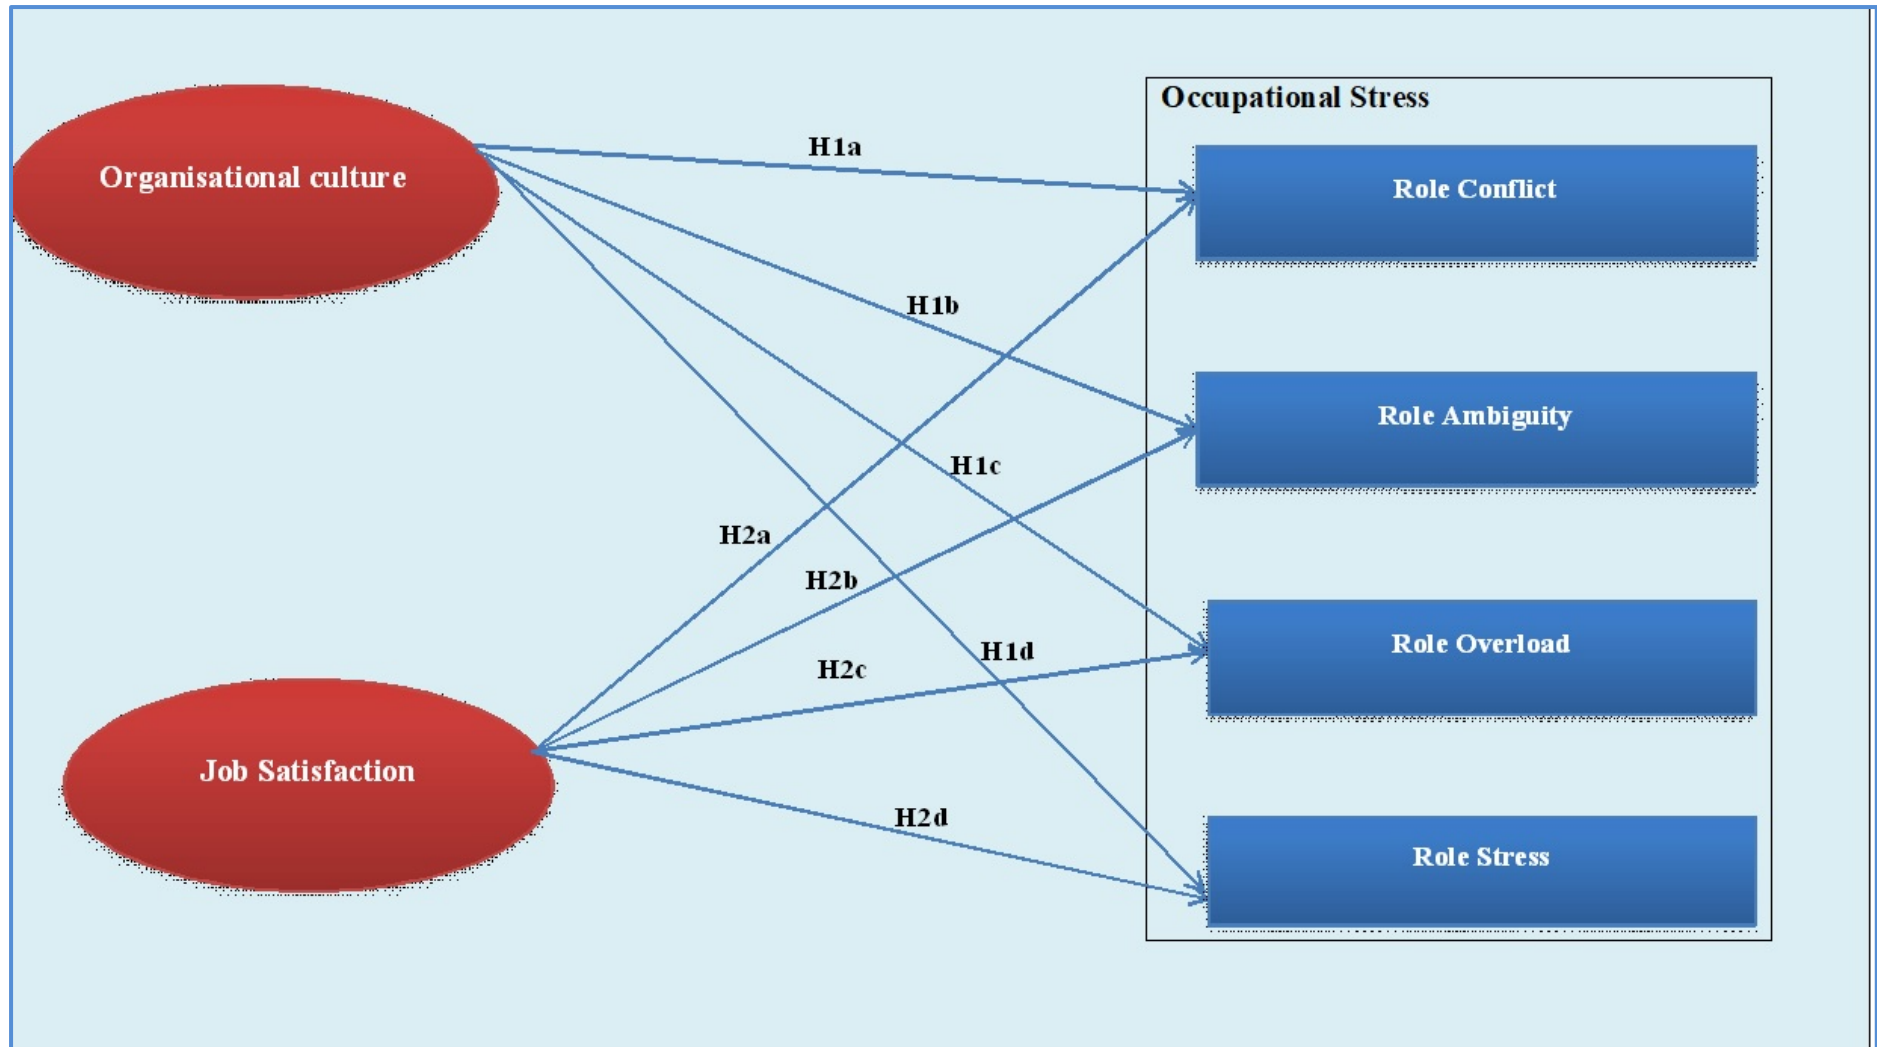 Occupational Stress
Organisational culture
H1a
Role Conflict
H1b
Role Ambiguity
H1c
H2a
H2b
H1d
Role Overload
H2c
Job Satisfaction
H2d
Role Stress